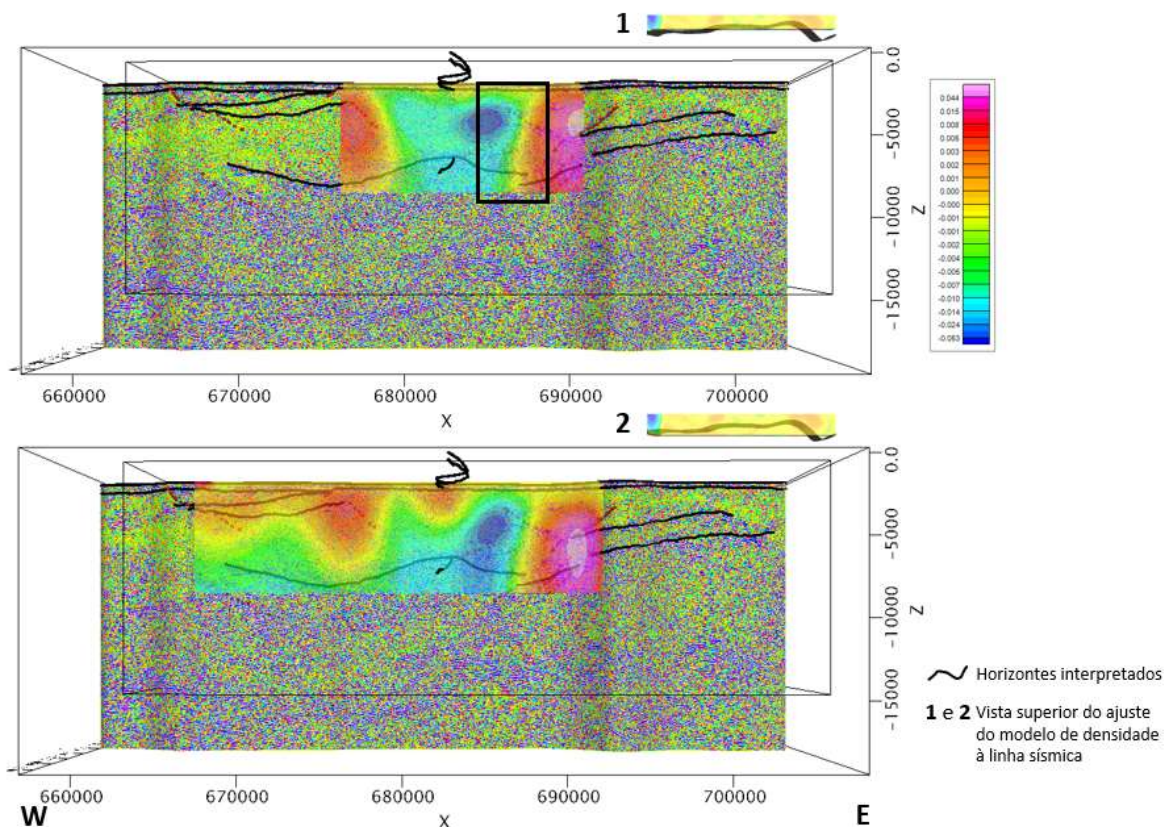 1
0.0
-5000
-10000
-15000
Z
0.044
0.015
0.008
0.006
0.003
0.002
0.001
0.000
-0.000
-0.001
-0.001
-0.002
-0.004
-0.005
-0.007
-0.010
-0.014
-0.024
-0.083
660000 670000 680000 690000 700000
X
2
0.0
-5000
-10000
-15000
Z
660000 670000 680000 690000 700000
W X E
Horizontes interpretados
1 e 2 Vista superior do ajuste
do modelo de densidade
à linha sísmica